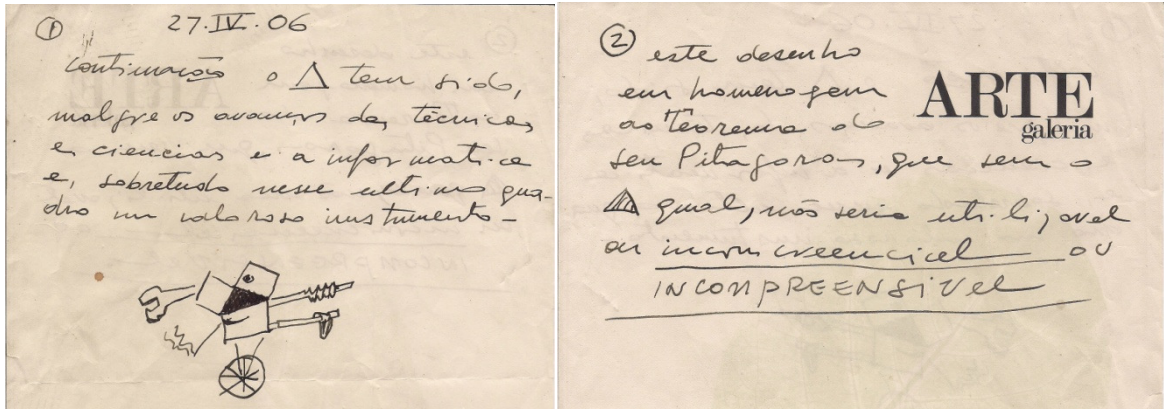 ① 27.IV.06
Continuação o △ tem sido,
malgre os avanços das técnicas
e ciencias e a informatica
e, sobretudo nesse ultimo qua-
dro um valoroso instrumento-
② este desenho
em homenagem
ao Teorema do
seu Pitagoras, que sem o
△ qual, não seria utilizavel
ou
ou
INCOMPREENSIVEL
ARTE
galeria